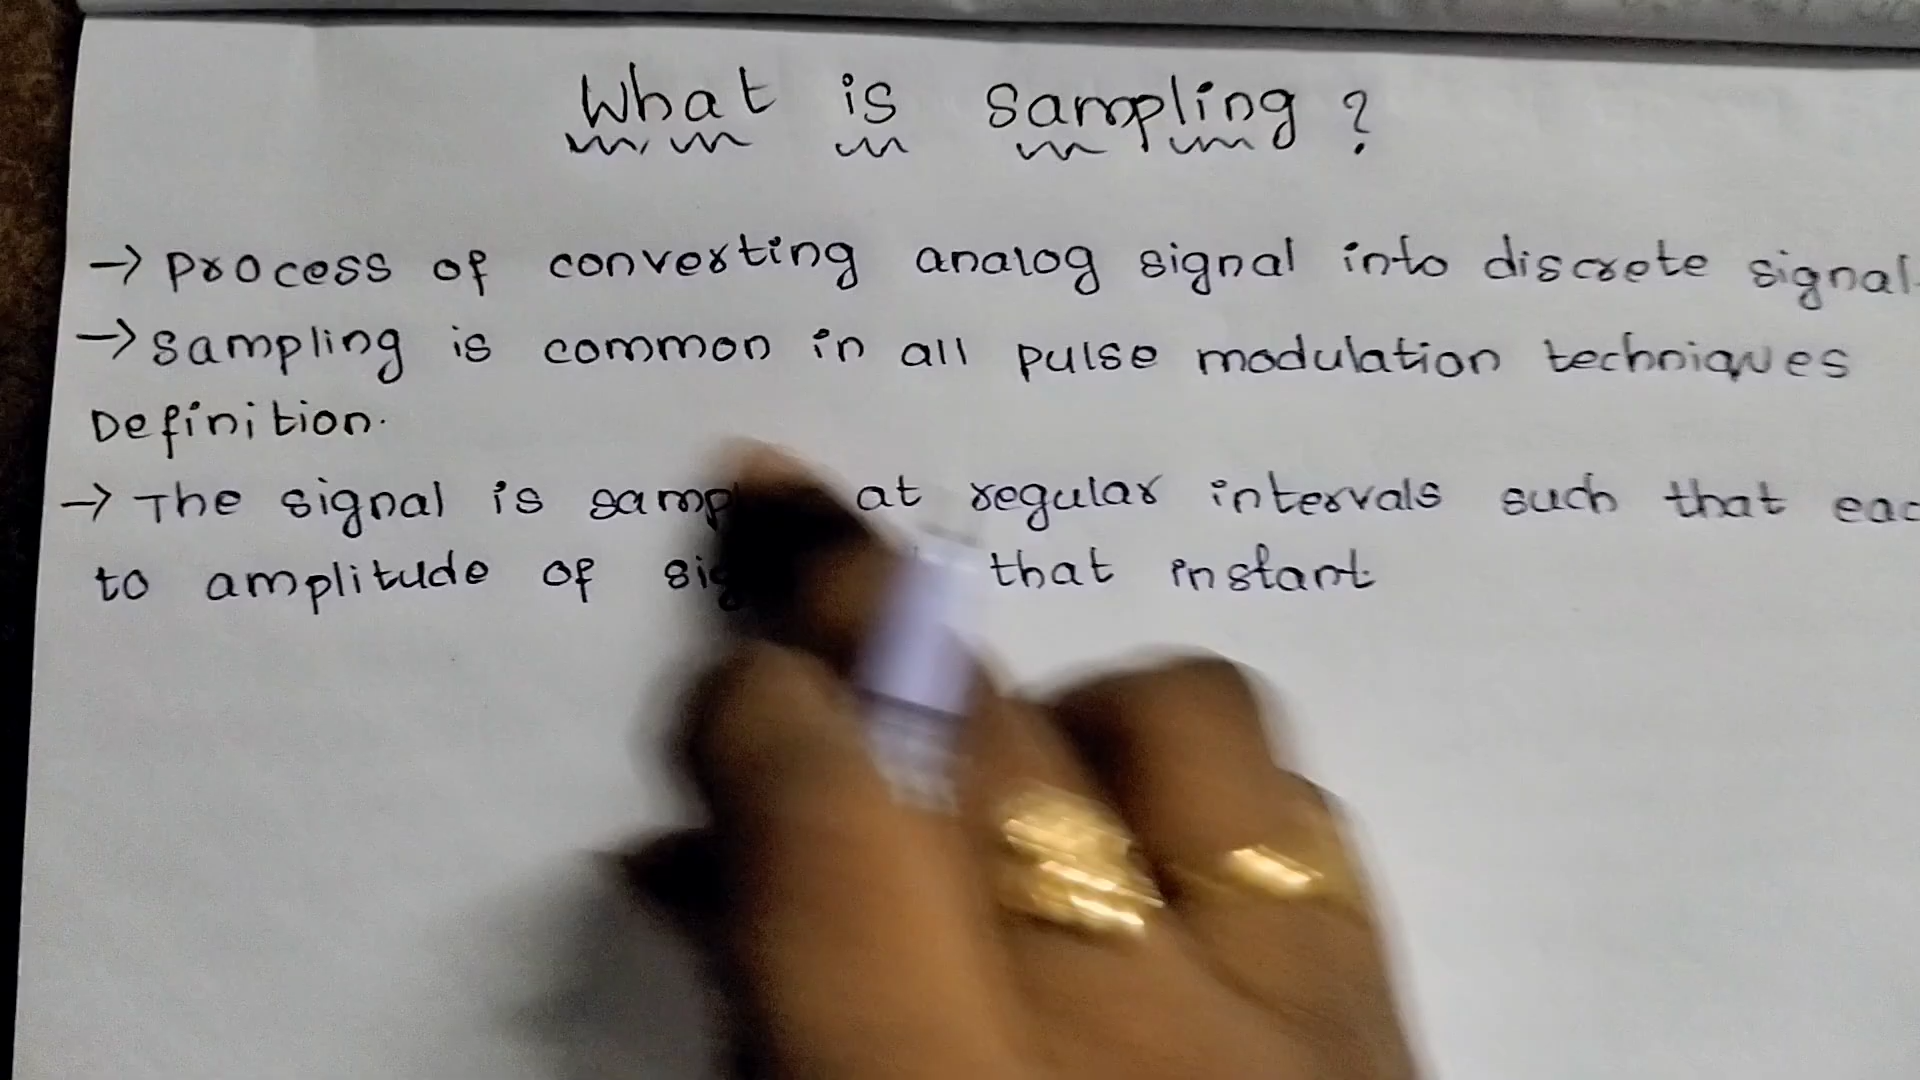 What is sampling ?
→ process of converting analog signal into discrete signal.
→ sampling is common in all pulse modulation techniques
Definition.
→ The signal is at regular intervals such that
to amplitude of that instant.